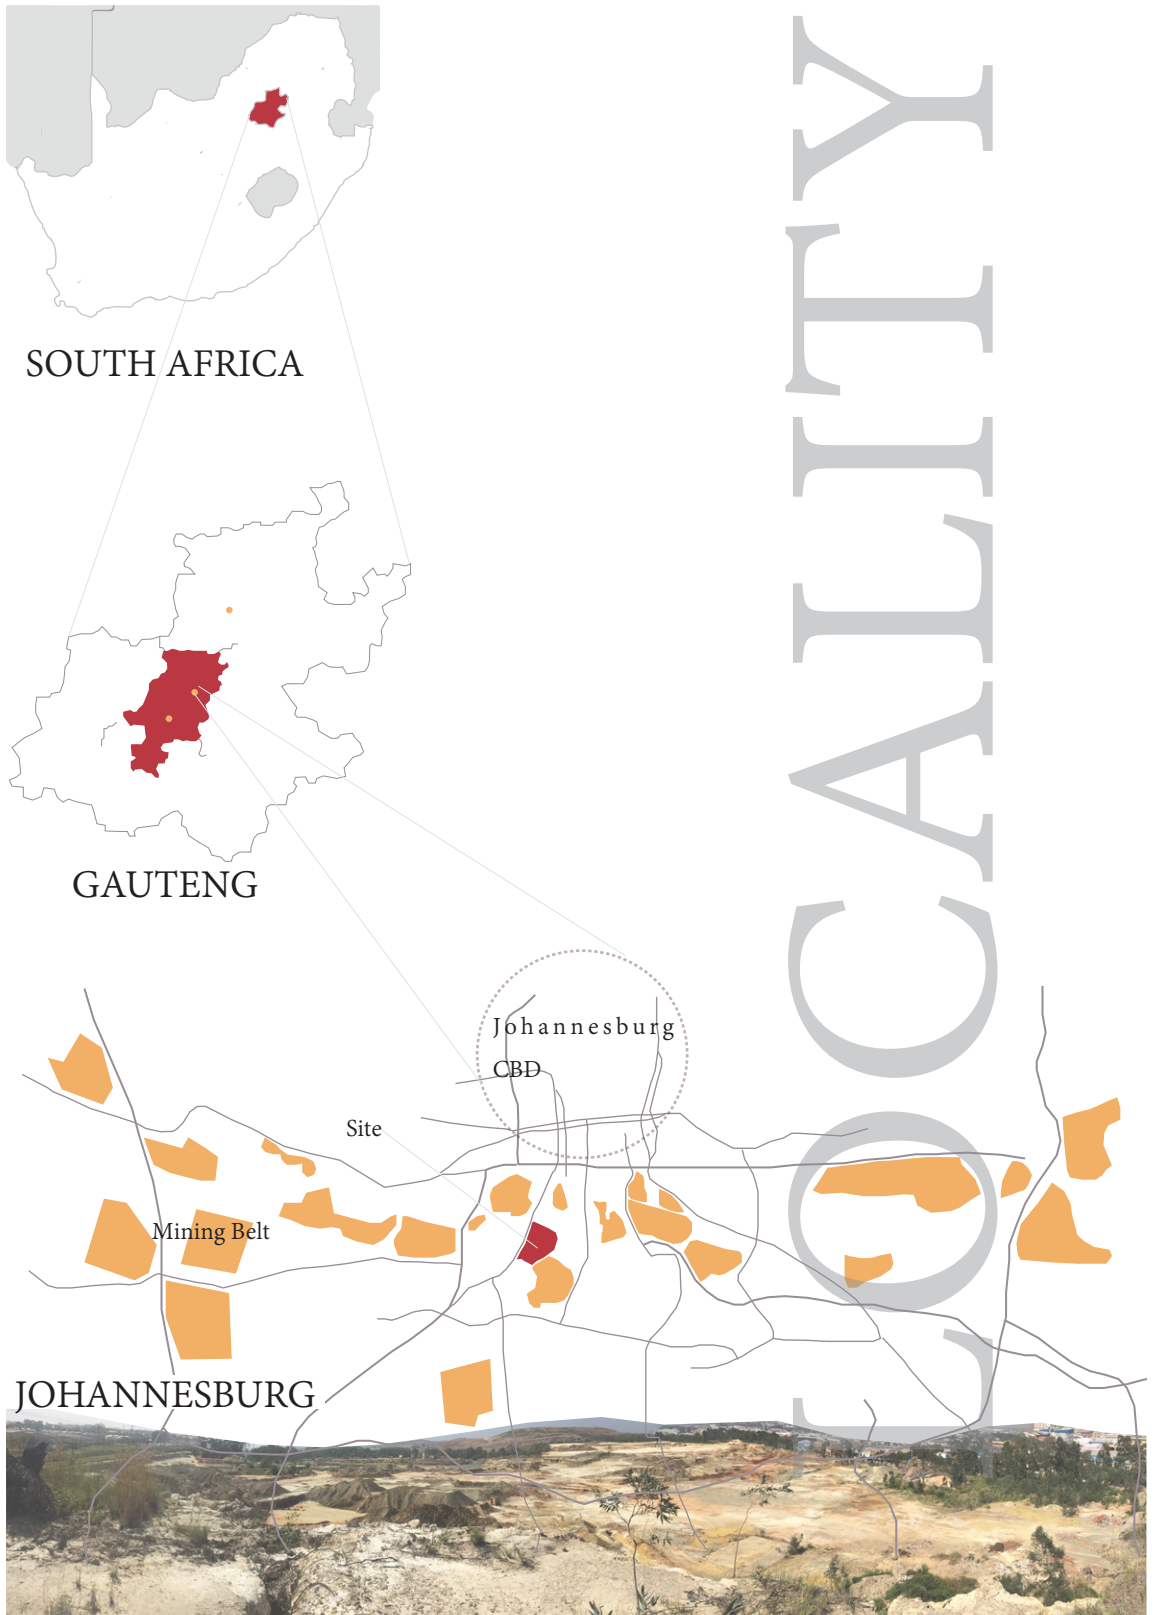 LOCALITY
SOUTH AFRICA
GAUTENG
Johannesburg
CBD
Site
Mining Belt
JOHANNESBURG